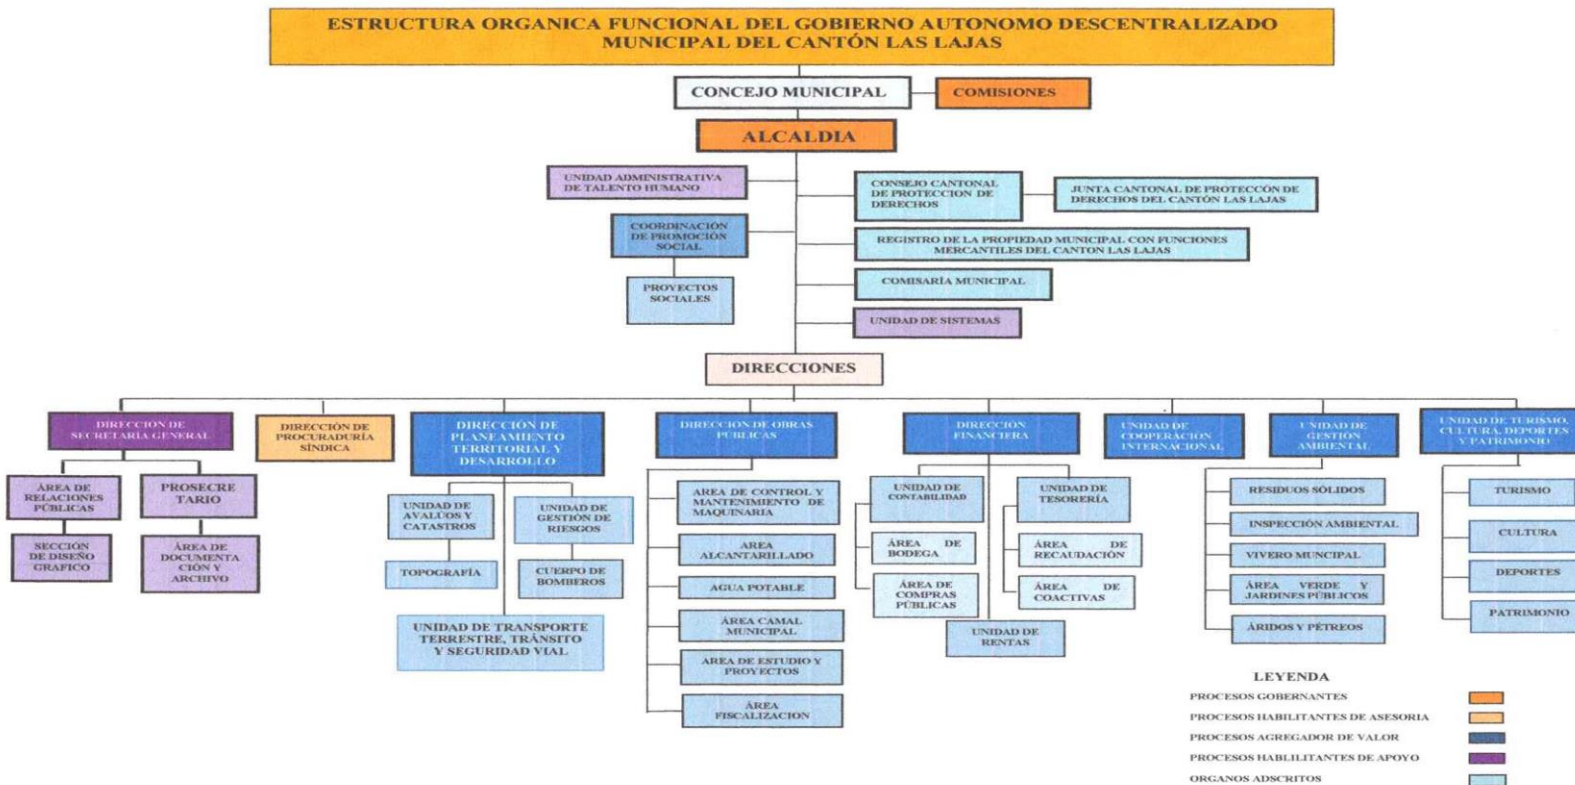 ESTRUCTURA ORGANICA FUNCIONAL DEL GOBIERNO AUTONOMO DESCENTRALIZADO
MUNICIPAL DEL CANTÓN LAS LAJAS
CONCEJO MUNICIPAL
COMISIONES
ALCALDIA
UNIDAD ADMINISTRATIVA
DE TALENTO HUMANO
CONSEJO CANTONAL
DE PROTECCION DE
DERECHOS
JUNTA CANTONAL DE PROTECCÓN DE
DERECHOS DEL CANTÓN LAS LAJAS
COORDINACIÓN
DE PROMOCIÓN
SOCIAL
REGISTRO DE LA PROPIEDAD MUNICIPAL CON FUNCIONES
MERCANTILES DEL CANTON LAS LAJAS
PROYECTOS
SOCIALES
COMISARÍA MUNICIPAL
UNIDAD DE SISTEMAS
DIRECCIONES
DIRECCION DE
SECRETARÍA GENERAL
DIRECCIÓN DE
PROCURADURÍA
SÍNDICA
DIRECCIÓN DE
PLANEAMIENTO
TERRITORIAL Y
DESARROLLO
DIRECCION DE OBRAS
PÚBLICAS
DIRECCIÓN
FINANCIERA
UNIDAD DE
COOPERACIÓN
INTERNACIONAL
UNIDAD DE
GESTIÓN
AMBIENTAL
UNIDAD DE TURISMO,
CULTURA, DEPORTES
Y PATRIMONIO
ÁREA DE
RELACIONES
PÚBLICAS
PROSECRE
TARIO
SECCIÓN
DE DISEÑO
GRAFICO
ÁREA DE
DOCUMENTA
CIÓN Y
ARCHIVO
UNIDAD DE
AVALÚOS Y
CATASTROS
UNIDAD DE
GESTIÓN DE
RIESGOS
TOPOGRAFÍA
CUERPO DE
BOMBEROS
UNIDAD DE TRANSPORTE
TERRESTRE, TRÁNSITO
Y SEGURIDAD VIAL
AREA DE CONTROL Y
MANTENIMIENTO DE
MAQUINARIA
AREA
ALCANTARILLADO
AGUA POTABLE
ÁREA CAMAL
MUNICIPAL
AREA DE ESTUDIO Y
PROYECTOS
ÁREA
FISCALIZACION
UNIDAD DE
CONTABILIDAD
UNIDAD DE
TESORERÍA
ÁREA DE
BODEGA
ÁREA DE
RECAUDACIÓN
ÁREA DE
COMPRAS
PÚBLICAS
ÁREA DE
COACTIVAS
UNIDAD DE
RENTAS
RESIDUOS SÓLIDOS
INSPECCIÓN AMBIENTAL
VIVERO MUNCIPAL
ÁREA VERDE Y
JARDINES PÚBLICOS
ÁRIDOS Y PÉTREOS
TURISMO
CULTURA
DEPORTES
PATRIMONIO
LEYENDA
PROCESOS GOBERNANTES
PROCESOS HABILITANTES DE ASESORIA
PROCESOS AGREGADOR DE VALOR
PROCESOS HABLILITANTES DE APOYO
ORGANOS ADSCRITOS